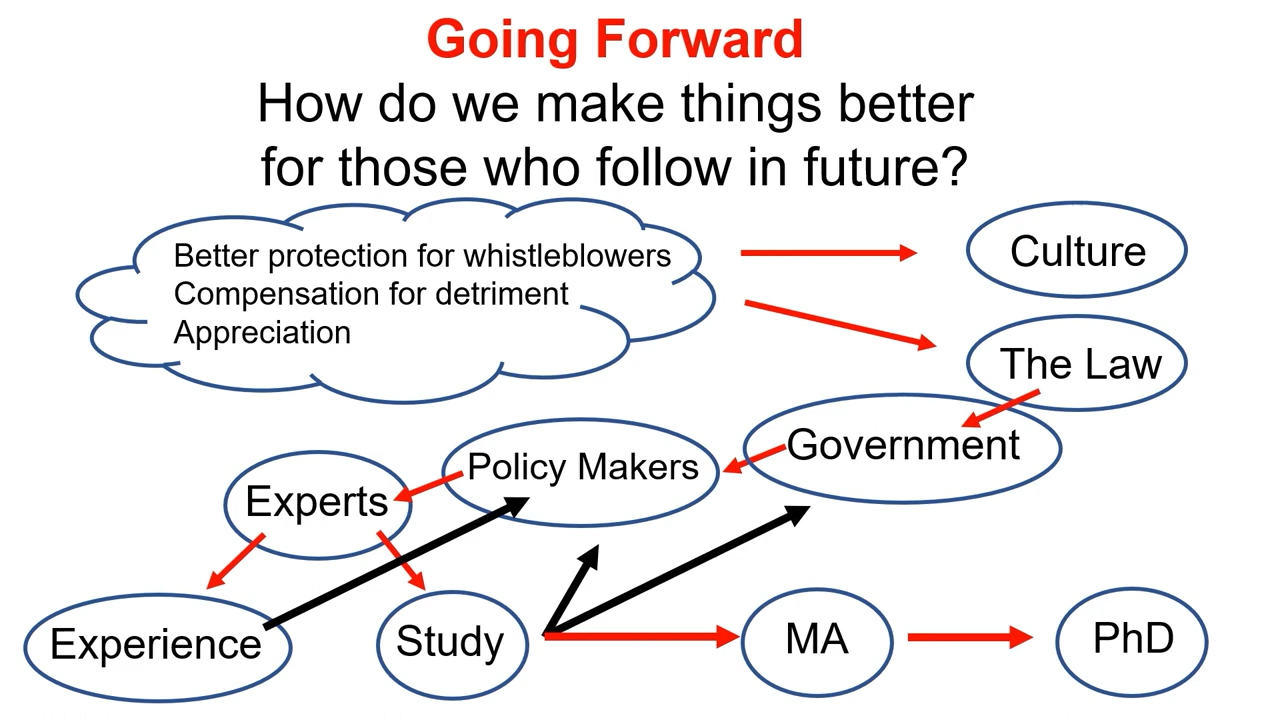 Going Forward
How do we make things better
for those who follow in future?
Better protection for whistleblowers
Compensation for detriment
Appreciation
Culture
The Law
Government
Policy Makers
Experts
Experience
Study
MA
PhD